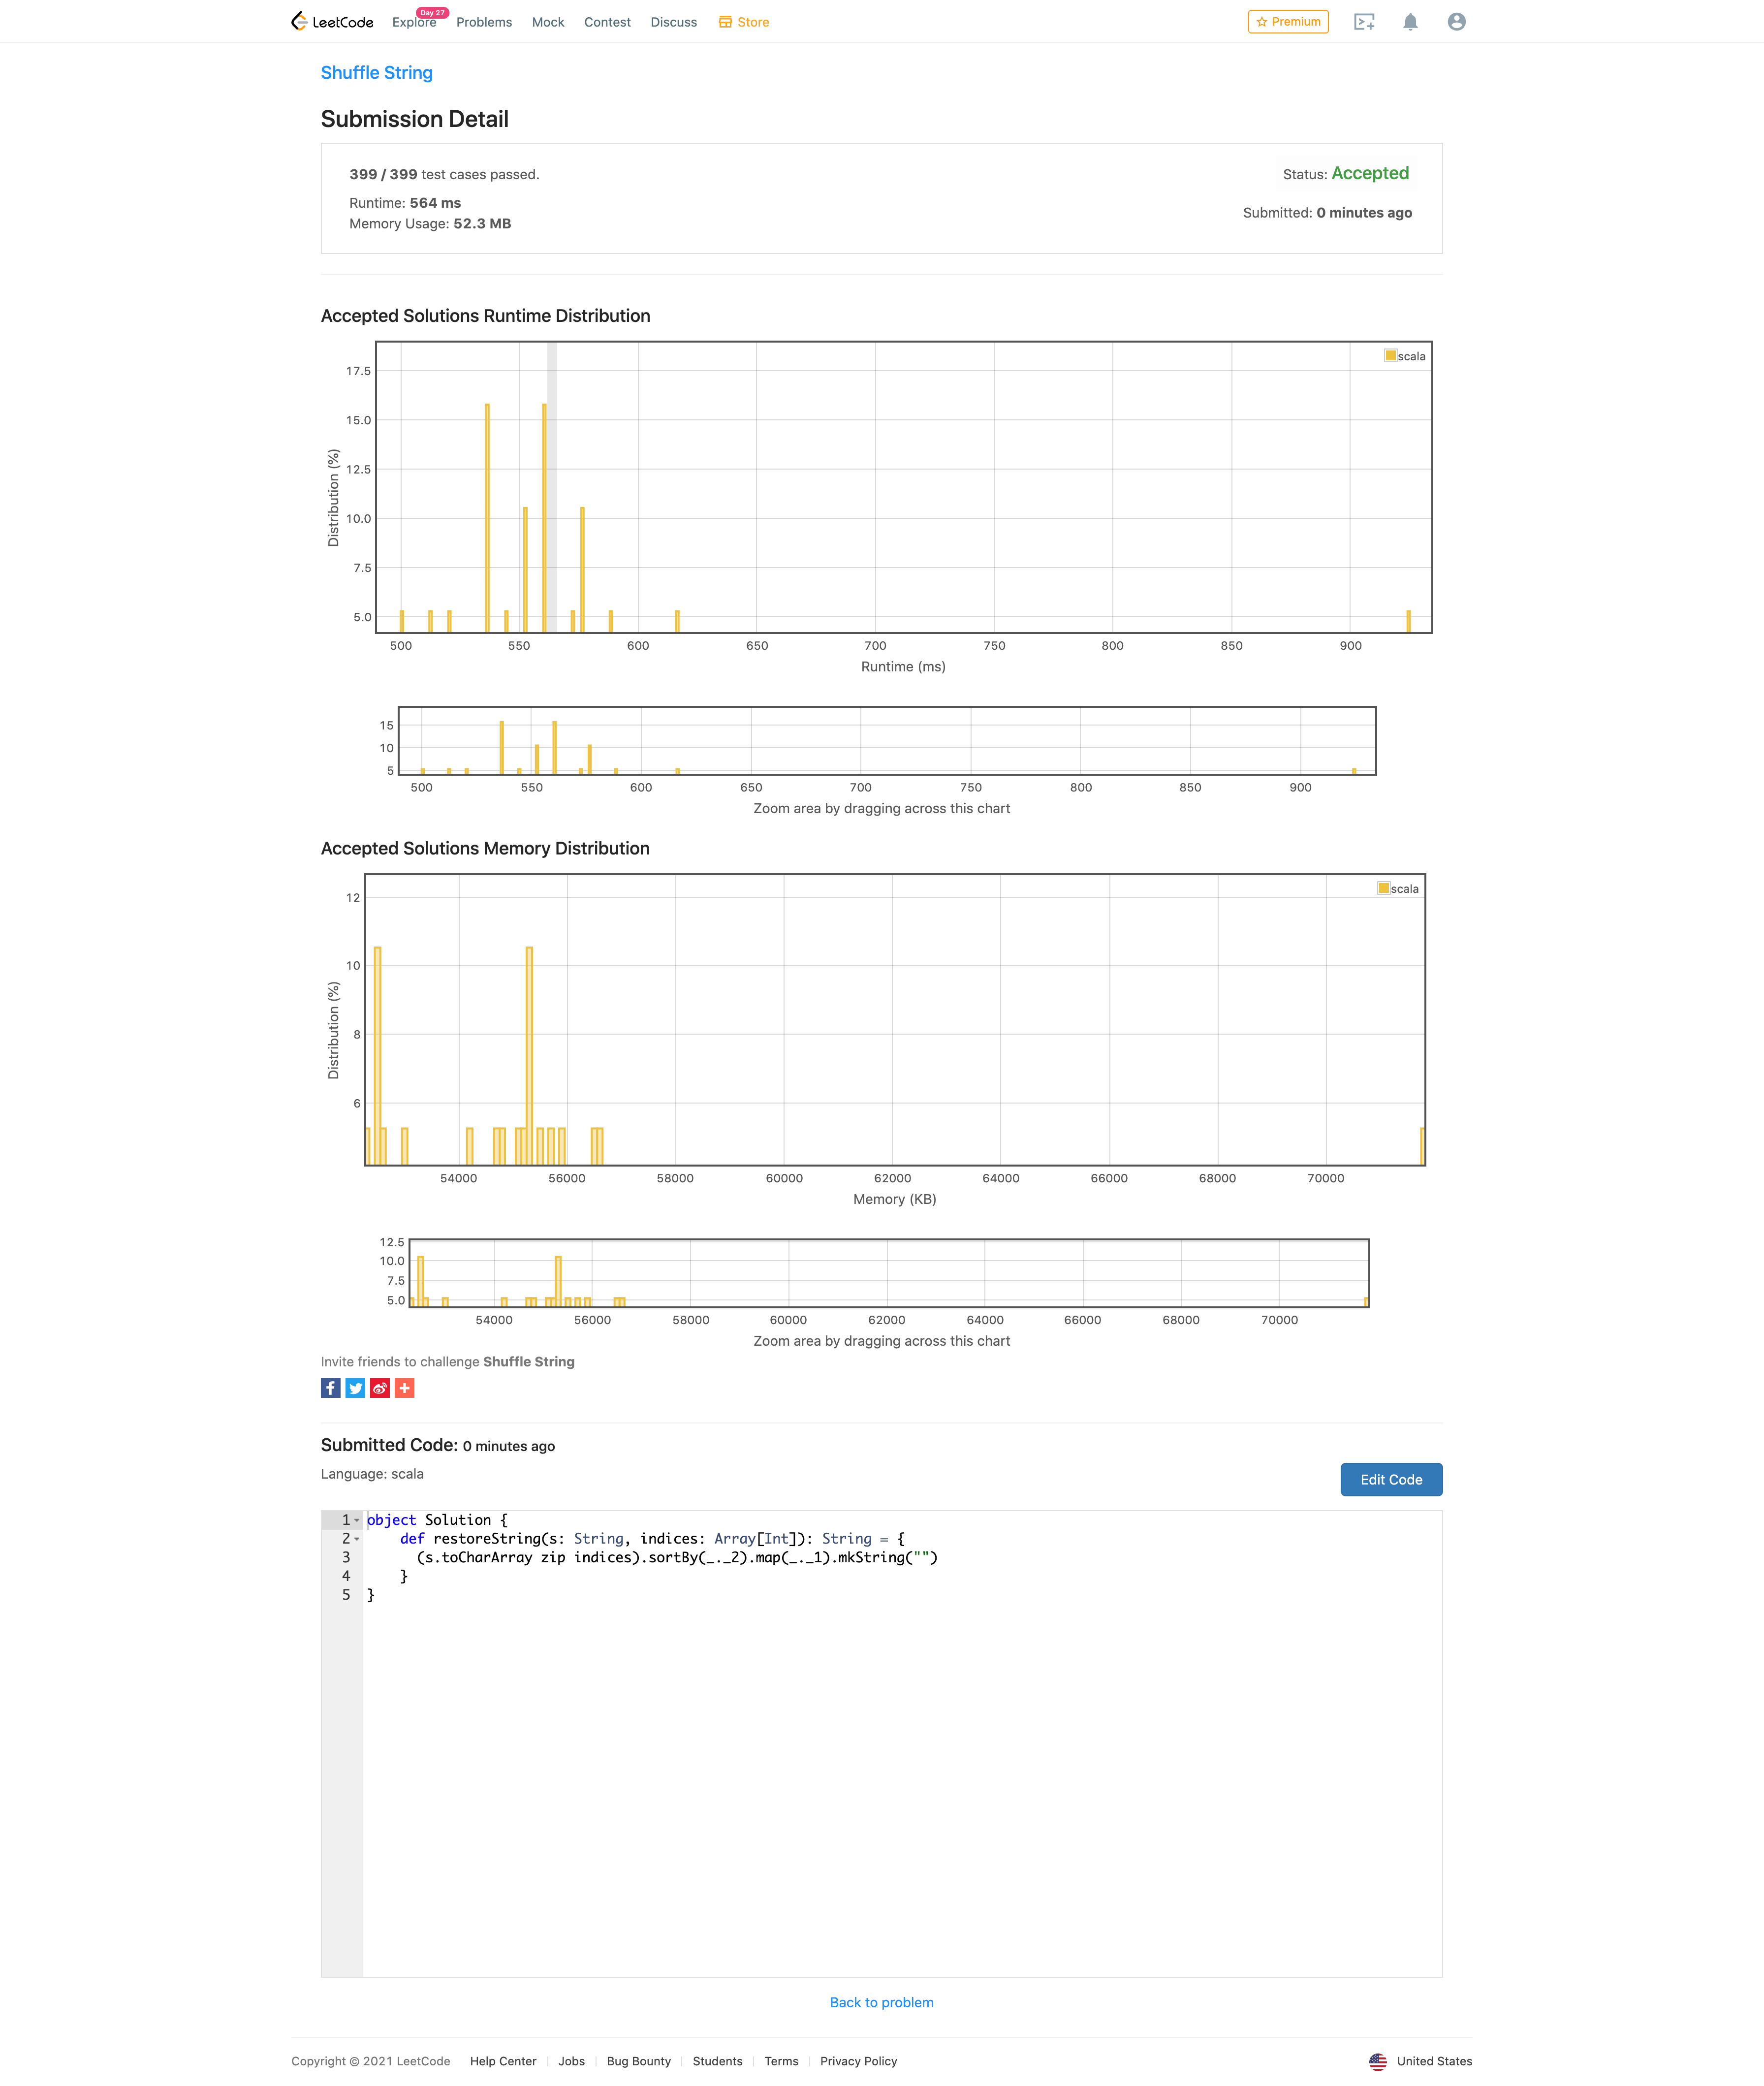 LeetCode Explore Day 27 Problems Mock Contest Discuss Store Premium
Shuffle String
Submission Detail
399 / 399 test cases passed. Status: Accepted
Runtime: 564 ms
Submitted: 0 minutes ago
Memory Usage: 52.3 MB
Accepted Solutions Runtime Distribution
scala
17.5
15.0
12.5
10.0
7.5
5.0
Distribution (%)
500 550 600 650 700 750 800 850 900
Runtime (ms)
15
10
5
500 550 600 650 700 750 800 850 900
Zoom area by dragging across this chart
Accepted Solutions Memory Distribution
scala
12
10
8
6
Distribution (%)
54000 56000 58000 60000 62000 64000 66000 68000 70000
Memory (KB)
12.5
10.0
7.5
5.0
54000 56000 58000 60000 62000 64000 66000 68000 70000
Zoom area by dragging across this chart
Invite friends to challenge Shuffle String
Submitted Code: 0 minutes ago
Language: scala
Edit Code
1 object Solution {
2     def restoreString(s: String, indices: Array[Int]): String = {
3       (s.toCharArray zip indices).sortBy(_._2).map(_._1).mkString("")
4     }
5 }
Back to problem
Copyright © 2021 LeetCode Help Center Jobs Bug Bounty Students Terms Privacy Policy United States